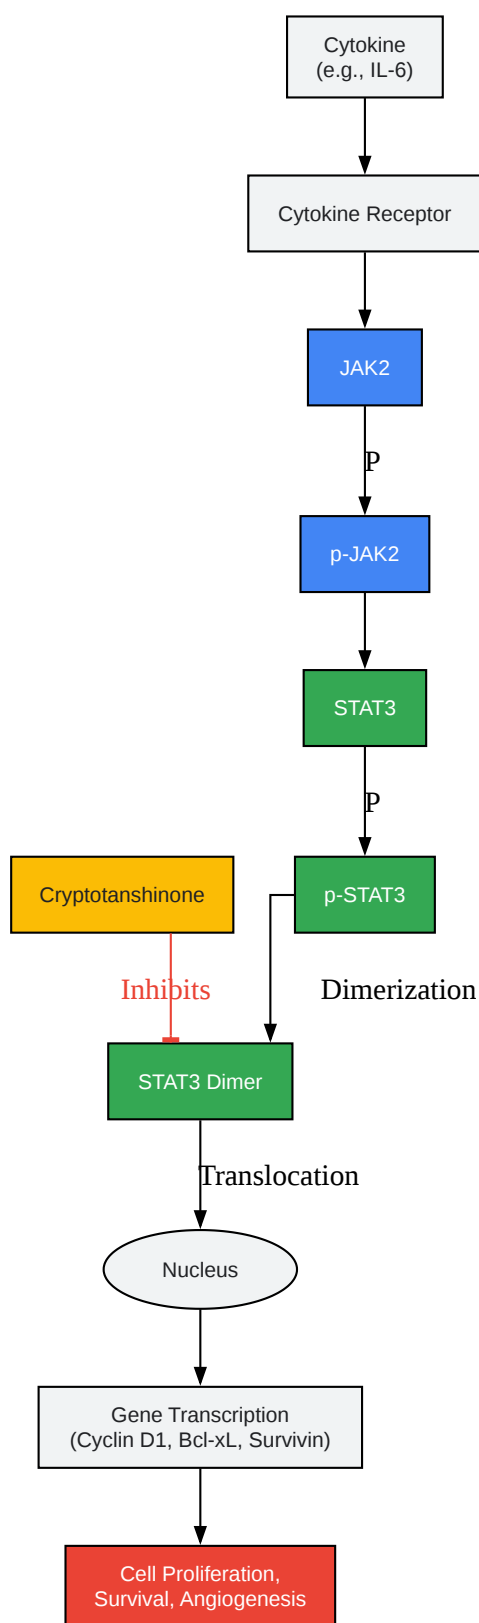 Cytokine
(e.g., IL-6)
Cytokine Receptor
JAK2
P
p-JAK2
STAT3
P
Cryptotanshinone
p-STAT3
Inhibits
Dimerization
STAT3 Dimer
Translocation
Nucleus
Gene Transcription
(Cyclin D1, Bcl-xL, Survivin)
Cell Proliferation,
Survival, Angiogenesis